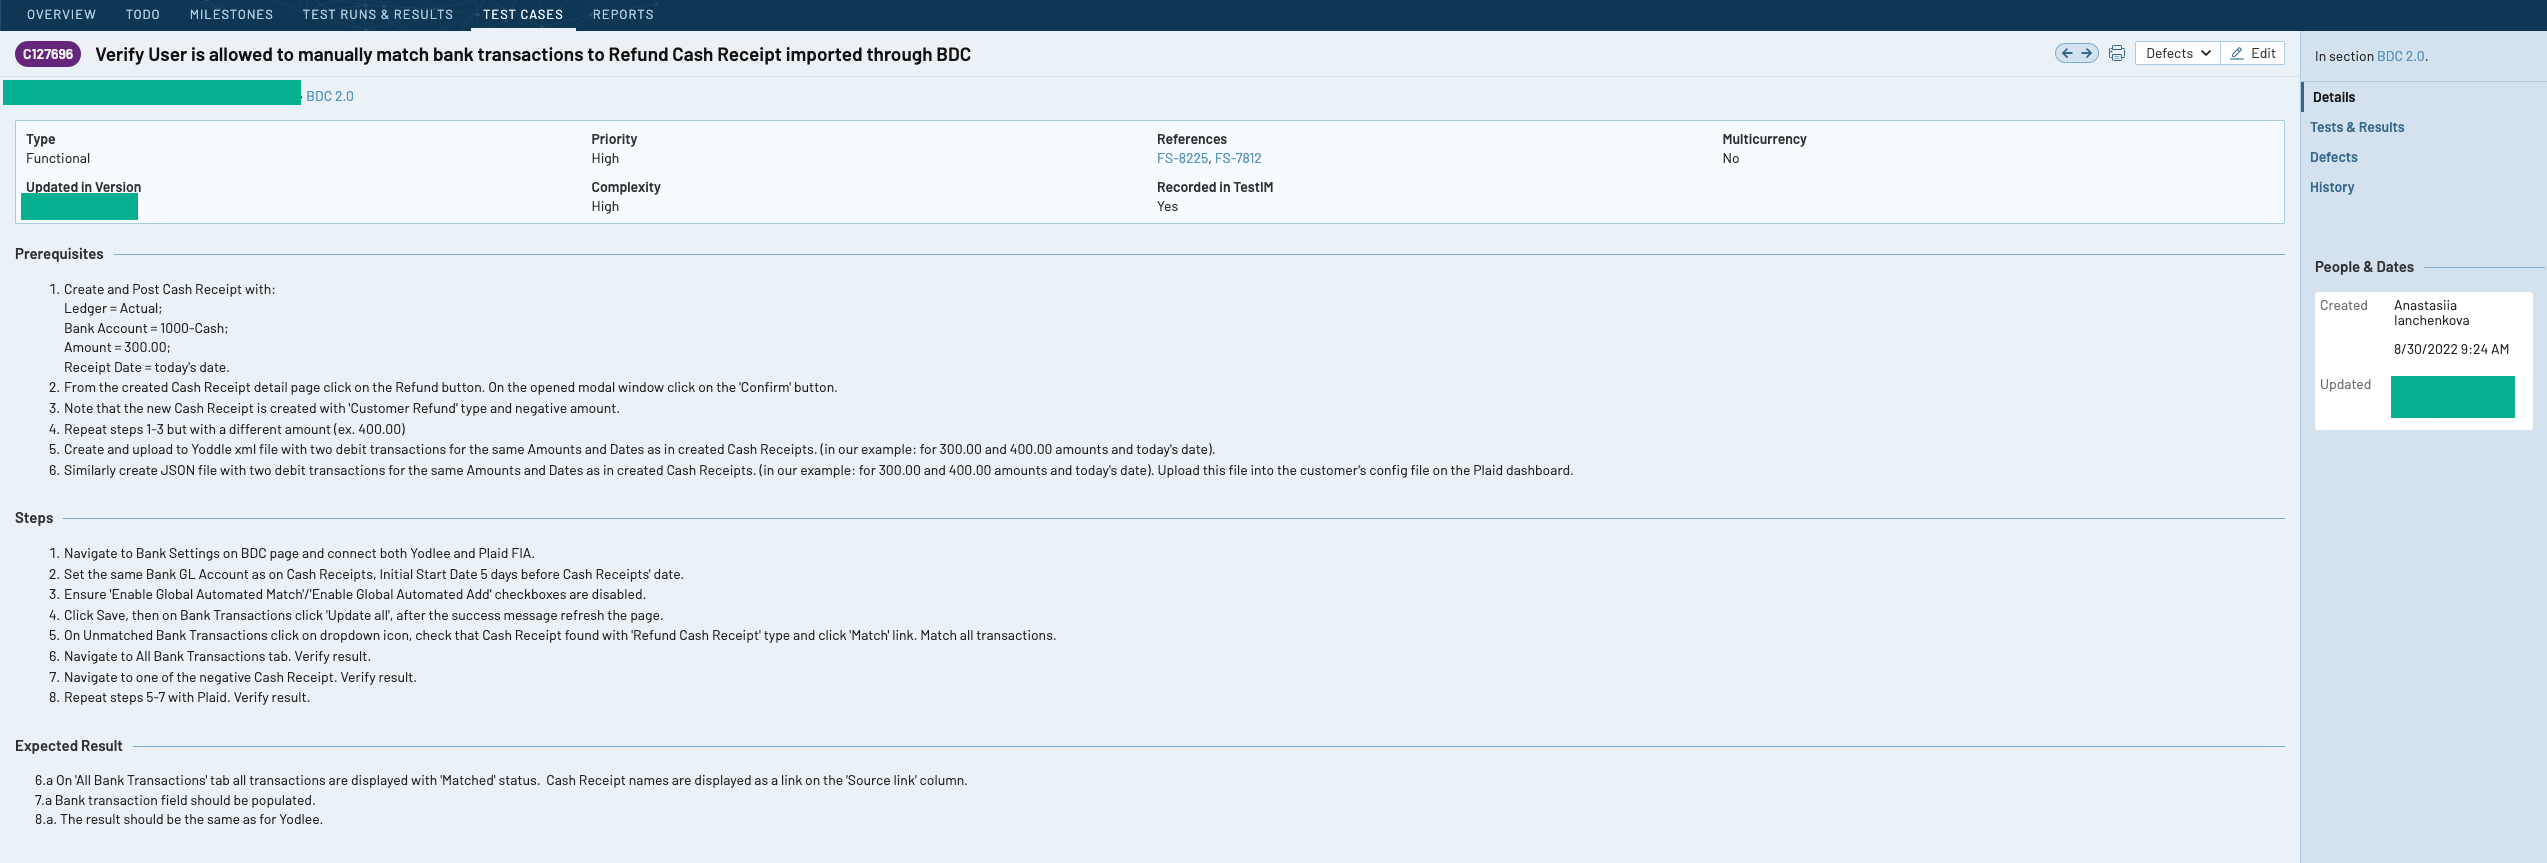 OVERVIEW TODO MILESTONES TEST RUNS & RESULTS TEST CASES REPORTS
C127696 Verify User is allowed to manually match bank transactions to Refund Cash Receipt imported through BDC
Defects Edit
BDC 2.0
Type Priority References Multicurrency
Functional High FS-8225, FS-7812 No
Updated in Version Complexity Recorded in TestIM
High Yes
Prerequisites
1. Create and Post Cash Receipt with:
Ledger = Actual;
Bank Account = 1000-Cash;
Amount = 300.00;
Receipt Date = today's date.
2. From the created Cash Receipt detail page click on the Refund button. On the opened modal window click on the 'Confirm' button.
3. Note that the new Cash Receipt is created with 'Customer Refund' type and negative amount.
4. Repeat steps 1-3 but with a different amount (ex. 400.00)
5. Create and upload to Yoddle xml file with two debit transactions for the same Amounts and Dates as in created Cash Receipts. (in our example: for 300.00 and 400.00 amounts and today's date).
6. Similarly create JSON file with two debit transactions for the same Amounts and Dates as in created Cash Receipts. (in our example: for 300.00 and 400.00 amounts and today's date). Upload this file into the customer's config file on the Plaid dashboard.
Steps
1. Navigate to Bank Settings on BDC page and connect both Yodlee and Plaid FIA.
2. Set the same Bank GL Account as on Cash Receipts, Initial Start Date 5 days before Cash Receipts' date.
3. Ensure 'Enable Global Automated Match'/'Enable Global Automated Add' checkboxes are disabled.
4. Click Save, then on Bank Transactions click 'Update all', after the success message refresh the page.
5. On Unmatched Bank Transactions click on dropdown icon, check that Cash Receipt found with 'Refund Cash Receipt' type and click 'Match' link. Match all transactions.
6. Navigate to All Bank Transactions tab. Verify result.
7. Navigate to one of the negative Cash Receipt. Verify result.
8. Repeat steps 5-7 with Plaid. Verify result.
Expected Result
6.a On 'All Bank Transactions' tab all transactions are displayed with 'Matched' status. Cash Receipt names are displayed as a link on the 'Source link' column.
7.a Bank transaction field should be populated.
8.a. The result should be the same as for Yodlee.
In section BDC 2.0.
Details
Tests & Results
Defects
History
People & Dates
Created Anastasiia
Ianchenkova
8/30/2022 9:24 AM
Updated